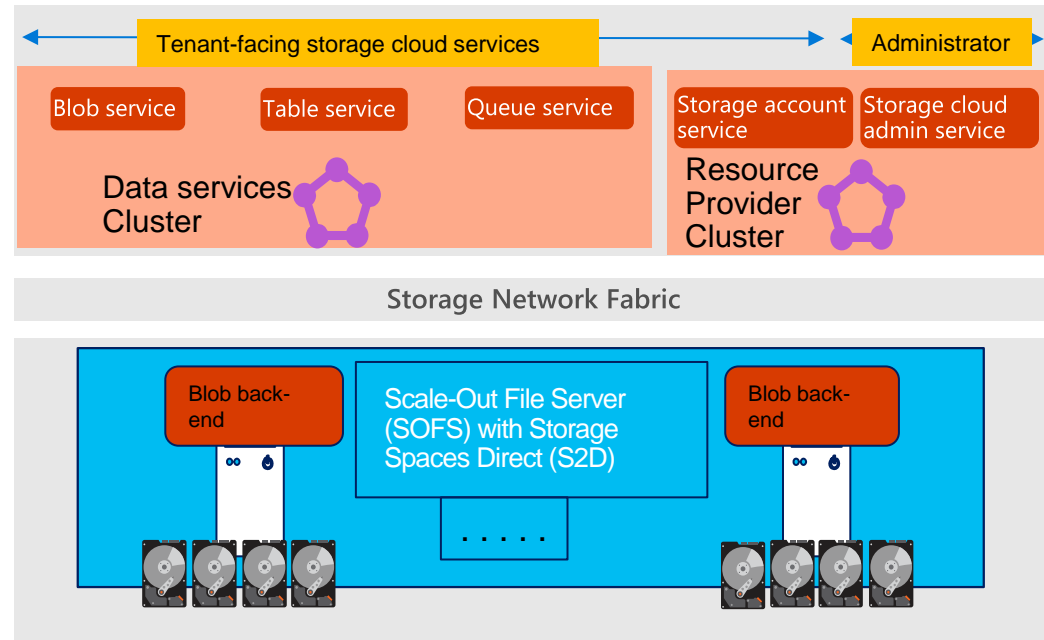 Tenant-facing storage cloud services
Administrator
Blob service
Table service
Queue service
Storage account
service
Storage cloud
admin service
Data services
Cluster
Resource
Provider
Cluster
Storage Network Fabric
Blob back-
end
Scale-Out File Server
(SOFS) with Storage
Spaces Direct (S2D)
Blob back-
end
. . . . .